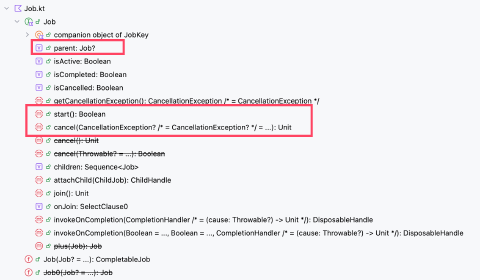 Job.kt
Job
companion object of JobKey
parent: Job?
isActive: Boolean
isCompleted: Boolean
isCancelled: Boolean
getCancellationException(): CancellationException /* = CancellationException */
start(): Boolean
cancel(CancellationException? /* = CancellationException? */ = ...): Unit
cancel(): Unit
cancel(Throwable? = ...): Boolean
children: Sequence<Job>
attachChild(ChildJob): ChildHandle
join(): Unit
onJoin: SelectClause0
invokeOnCompletion(CompletionHandler /* = (cause: Throwable?) -> Unit */): DisposableHandle
invokeOnCompletion(Boolean = ..., Boolean = ..., CompletionHandler /* = (cause: Throwable?) -> Unit */): DisposableHandle
plus(Job): Job
Job(Job? = ...): CompletableJob
Job0(Job? = ...): Job